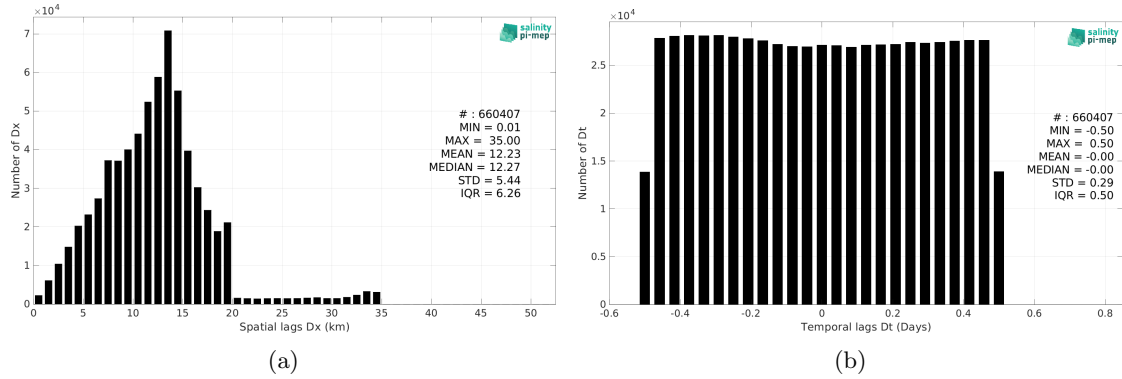 ×10⁴
7
6
5
4
3
2
1
0
Number of Dx
salinity
pi-mep
# : 660407
MIN = 0.01
MAX = 35.00
MEAN = 12.23
MEDIAN = 12.27
STD = 5.44
IQR = 6.26
0 5 10 15 20 25 30 35 40 45 50
Spatial lags Dx (km)
(a)
×10⁴
2.5
2
1.5
1
0.5
0
Number of Dt
salinity
pi-mep
# : 660407
MIN = -0.50
MAX = 0.50
MEAN = -0.00
MEDIAN = -0.00
STD = 0.29
IQR = 0.50
-0.6 -0.4 -0.2 0 0.2 0.4 0.6 0.8
Temporal lags Dt (Days)
(b)